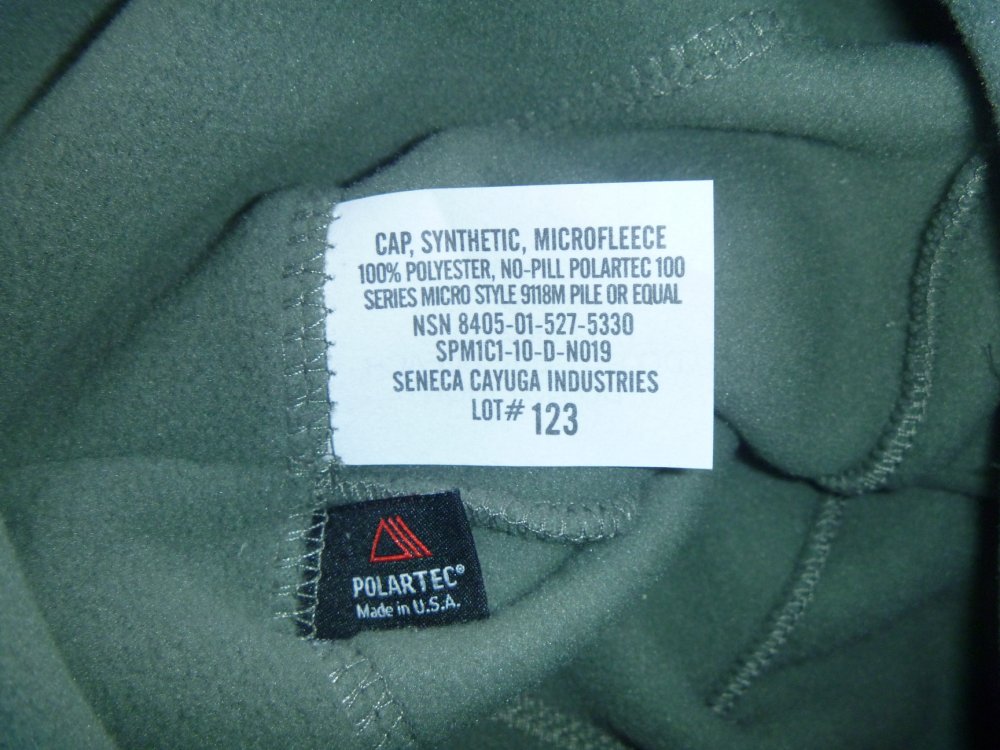 CAP, SYNTHETIC, MICROFLEECE
100% POLYESTER, NO-PILL POLARTEC 100
SERIES MICRO STYLE 9118M PILE OR EQUAL
NSN 8405-01-527-5330
SPM1C1-10-D-N019
SENECA CAYUGA INDUSTRIES
LOT# 123
POLARTEC®
Made in U.S.A.